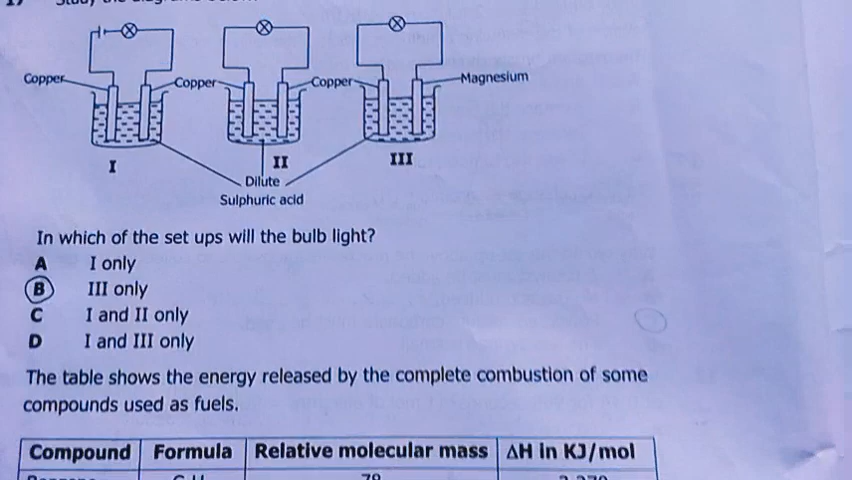 Copper
Copper
Copper
Magnesium
I
II
III
Dilute
Sulphuric acid
In which of the set ups will the bulb light?
A I only
B III only
C I and II only
D I and III only
The table shows the energy released by the complete combustion of some
compounds used as fuels.
Compound Formula Relative molecular mass ΔH in KJ/mol